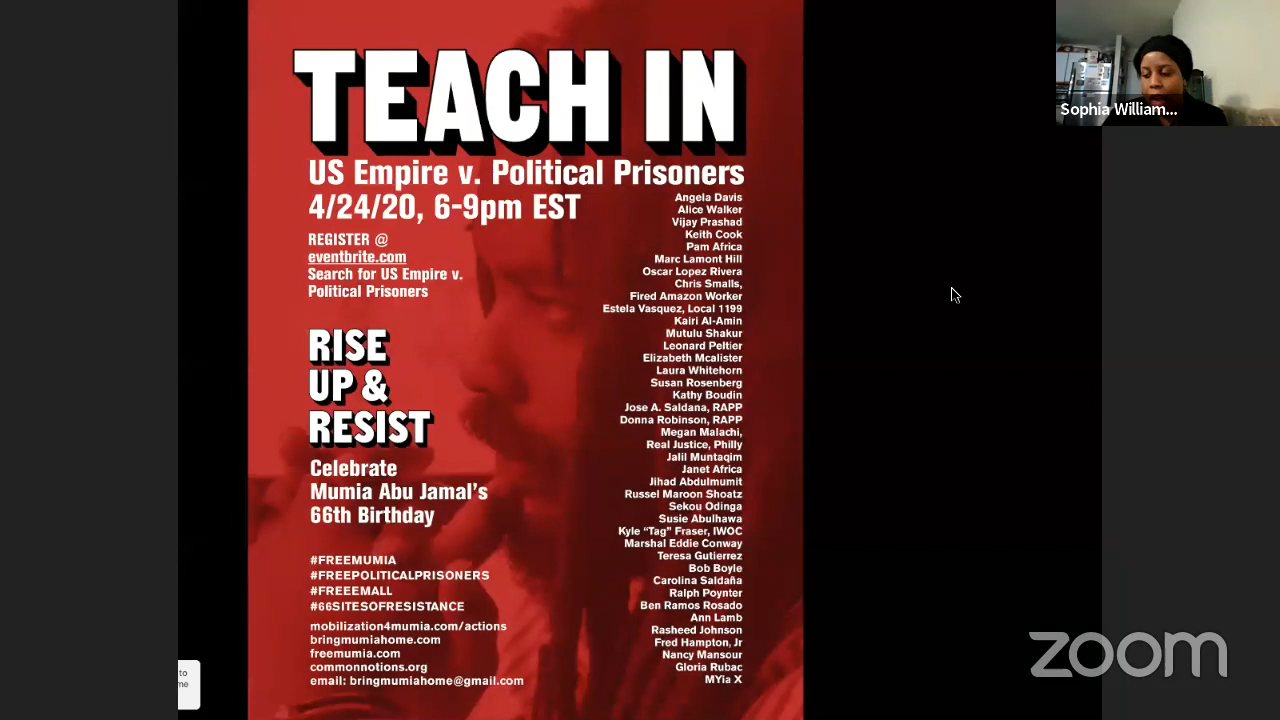 TEACH IN
US Empire v. Political Prisoners
4/24/20, 6-9pm EST
REGISTER @
eventbrite.com
Search for US Empire v.
Political Prisoners
RISE
UP &
RESIST
Celebrate
Mumia Abu Jamal's
66th Birthday
#FREEMUMIA
#FREEPOLITICALPRISONERS
#FREEEMALL
#66SITESOFRESISTANCE
mobilization4mumia.com/actions
bringmumiahome.com
freemumia.com
commonnotions.org
email: bringmumiahome@gmail.com
Angela Davis
Alice Walker
Vijay Prashad
Keith Cook
Pam Africa
Marc Lamont Hill
Oscar Lopez Rivera
Chris Smalls,
Fired Amazon Worker
Estela Vasquez, Local 1199
Kairi Al-Amin
Mutulu Shakur
Leonard Peltier
Elizabeth Mcalister
Laura Whitehorn
Susan Rosenberg
Kathy Boudin
Jose A. Saldana, RAPP
Donna Robinson, RAPP
Megan Malachi,
Real Justice, Philly
Jalil Muntaqim
Janet Africa
Jihad Abdulmumit
Russel Maroon Shoatz
Sekou Odinga
Susie Abulhawa
Kyle “Tag” Fraser, IWOC
Marshal Eddie Conway
Teresa Gutierrez
Bob Boyle
Carolina Saldaña
Ralph Poynter
Ben Ramos Rosado
Ann Lamb
Rasheed Johnson
Fred Hampton, Jr
Nancy Mansour
Gloria Rubac
MYia X
Sophia William...
to
me
zoom